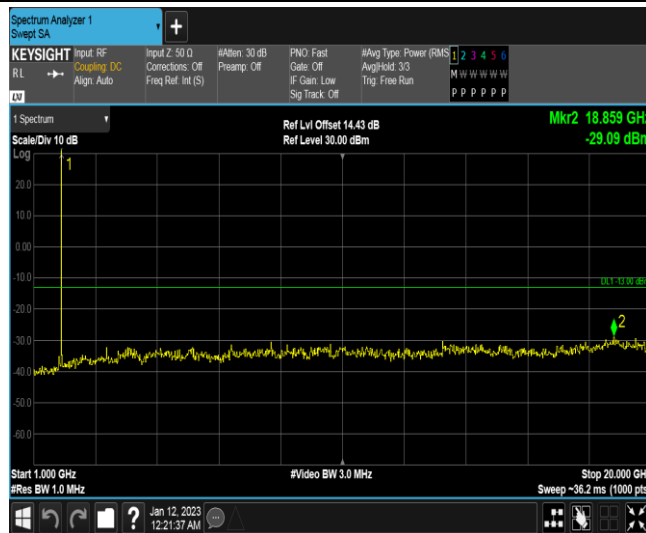 Spectrum Analyzer 1
Swept SA
+
KEYSIGHT
RL
LXI
Input: RF
Coupling: DC
Align: Auto
Input Z: 50 Ω
Corrections: Off
Freq Ref: Int (S)
#Atten: 30 dB
Preamp: Off
PNO: Fast
Gate: Off
IF Gain: Low
Sig Track: Off
#Avg Type: Power (RMS
Avg|Hold: 3/3
Trig: Free Run
1 2 3 4 5 6
M W W W W W
P P P P P P
1 Spectrum
Scale/Div 10 dB
Ref Lvl Offset 14.43 dB
Ref Level 30.00 dBm
Mkr2 18.859 GHz
-29.09 dBm
Log
1
20.0
10.0
0.00
-10.0
DL1 -13.00 dBm
-20.0
2
-30.0
-40.0
-50.0
-60.0
Start 1.000 GHz
#Video BW 3.0 MHz
Stop 20.000 GHz
#Res BW 1.0 MHz
Sweep ~36.2 ms (1000 pts)
?
Jan 12, 2023
12:21:37 AM